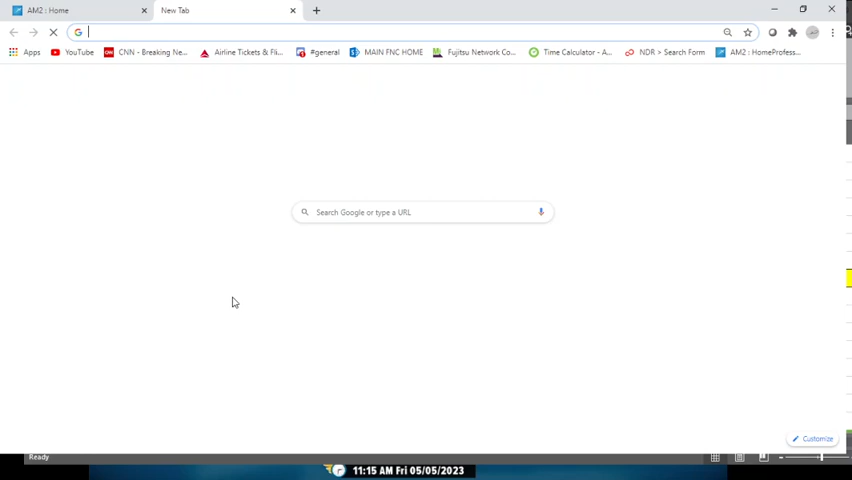 AM2 : Home
New Tab
Apps YouTube CNN - Breaking Ne... Airline Tickets & Fli... #general MAIN FNC HOME Fujitsu Network Co... Time Calculator - A... NDR > Search Form AM2 : HomeProfess...
Search Google or type a URL
Customize
Ready
11:15 AM Fri 05/05/2023